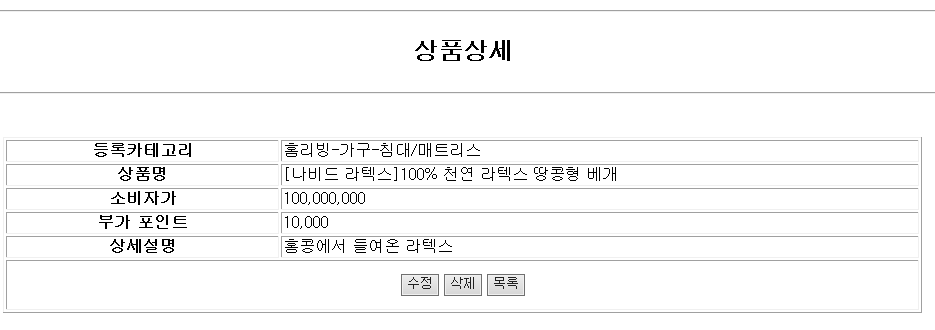 상품상세
등록카테고리 홈리빙-가구-침대/매트리스
상품명 [나비드 라텍스]100% 천연 라텍스 땅콩형 베개
소비자가 100,000,000
부가 포인트 10,000
상세설명 홍콩에서 들여온 라텍스
수정 삭제 목록